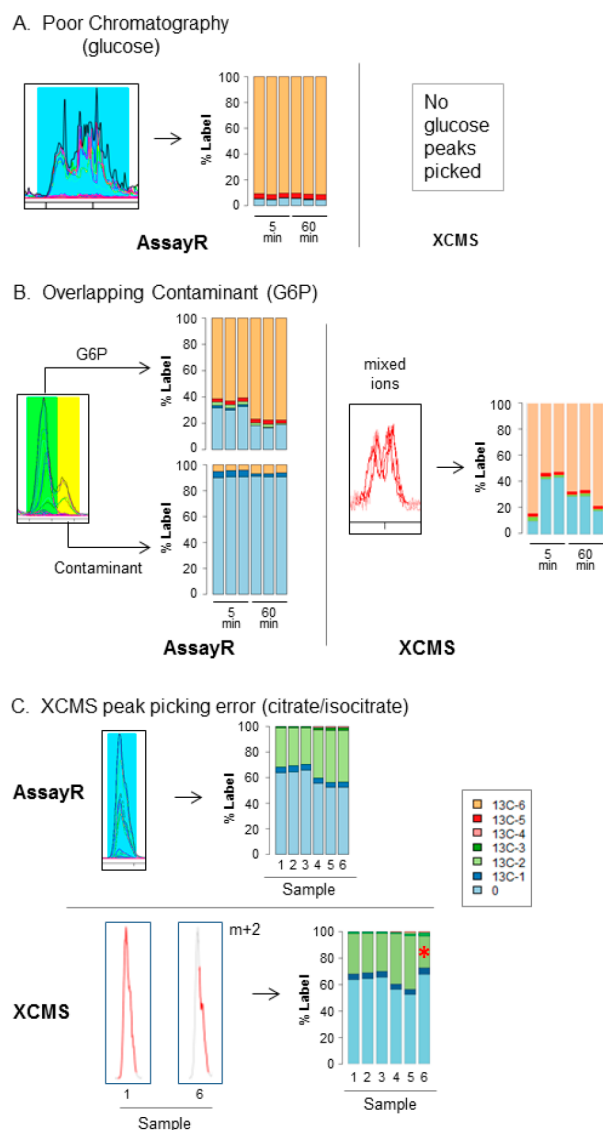 A. Poor Chromatography
(glucose)
100
80
60
40
20
0
% Label
5
min
60
min
AssayR
No
glucose
peaks
picked
XCMS
B. Overlapping Contaminant (G6P)
G6P
Contaminant
100
80
60
40
20
0
% Label
100
80
60
40
20
0
% Label
5
min
60
min
AssayR
mixed
ions
100
80
60
40
20
0
% Label
5
min
60
min
XCMS
C. XCMS peak picking error (citrate/isocitrate)
AssayR
100
80
60
40
20
0
% Label
1 2 3 4 5 6
Sample
13C-6
13C-5
13C-4
13C-3
13C-2
13C-1
0
XCMS
m+2
1 6
Sample
100
80
60
40
20
0
% Label
*
1 2 3 4 5 6
Sample